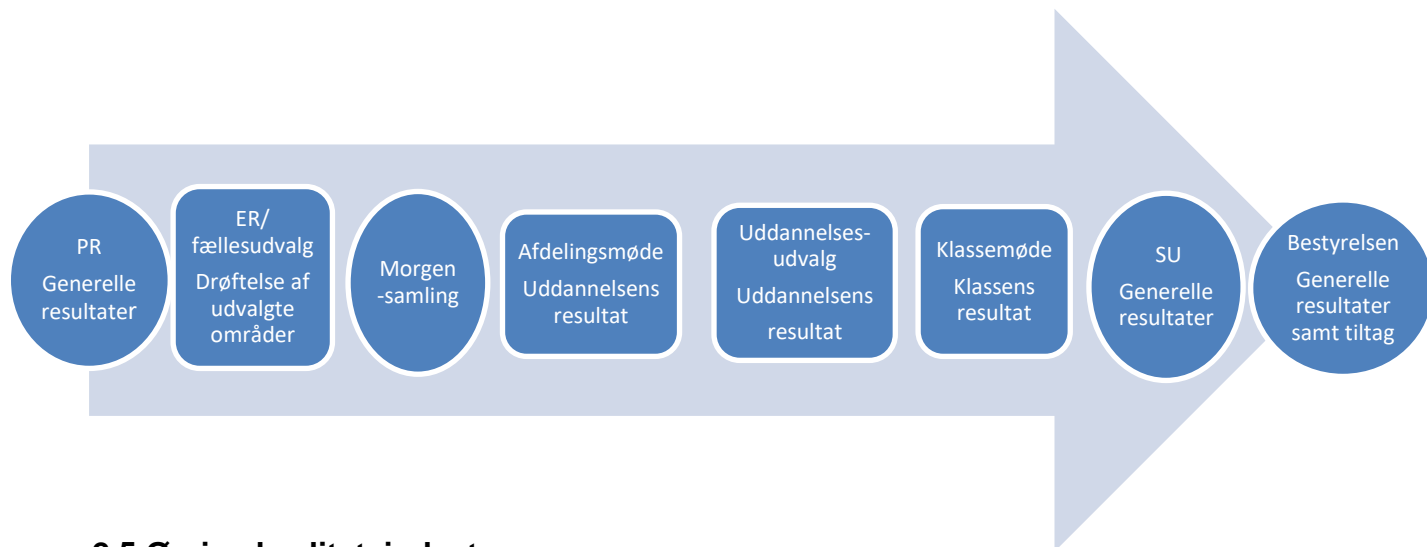 PR
Generelle
resultater
ER/
fællesudvalg
Drøftelse af
udvalgte
områder
Morgen
-samling
Afdelingsmøde
Uddannelsens
resultat
Uddannelses-
udvalg
Uddannelsens
resultat
Klassemøde
Klassens
resultat
SU
Generelle
resultater
Bestyrelsen
Generelle
resultater
samt tiltag